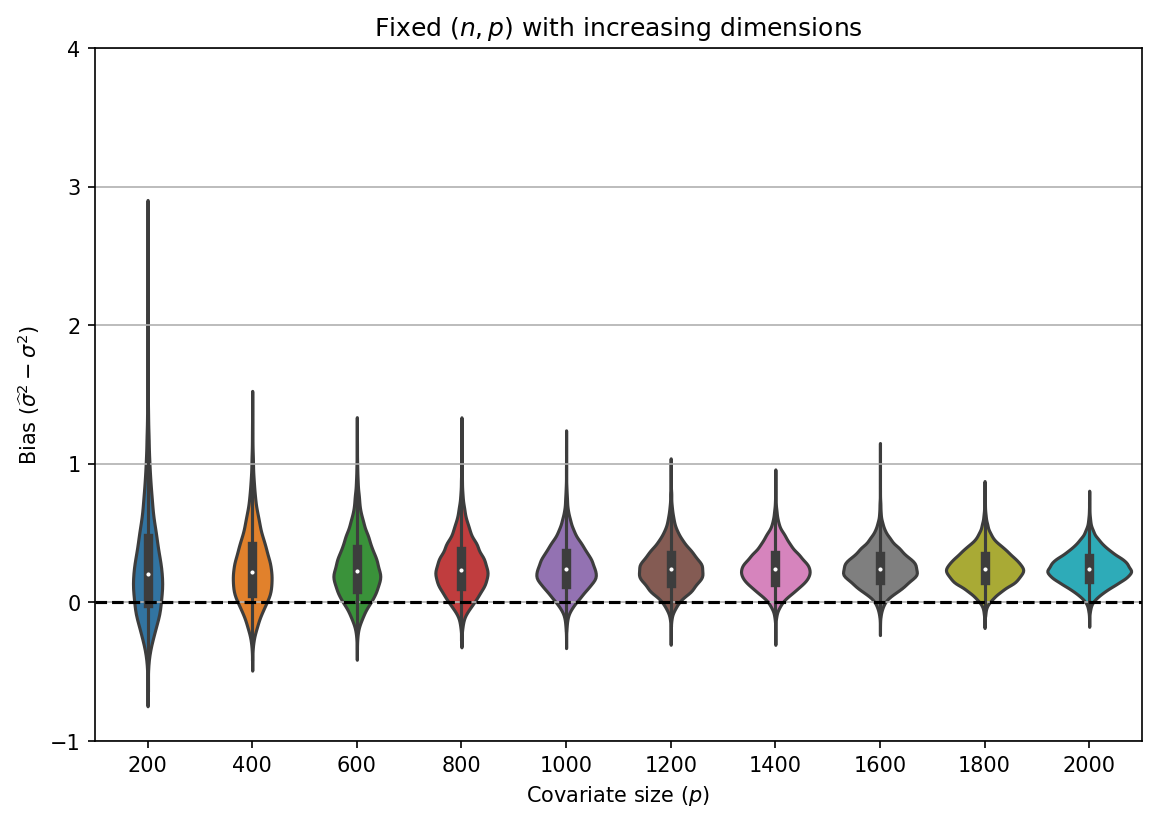 Fixed (n, p) with increasing dimensions
4
3
2
1
0
−1
Bias (σ̂² − σ²)
200 400 600 800 1000 1200 1400 1600 1800 2000
Covariate size (p)